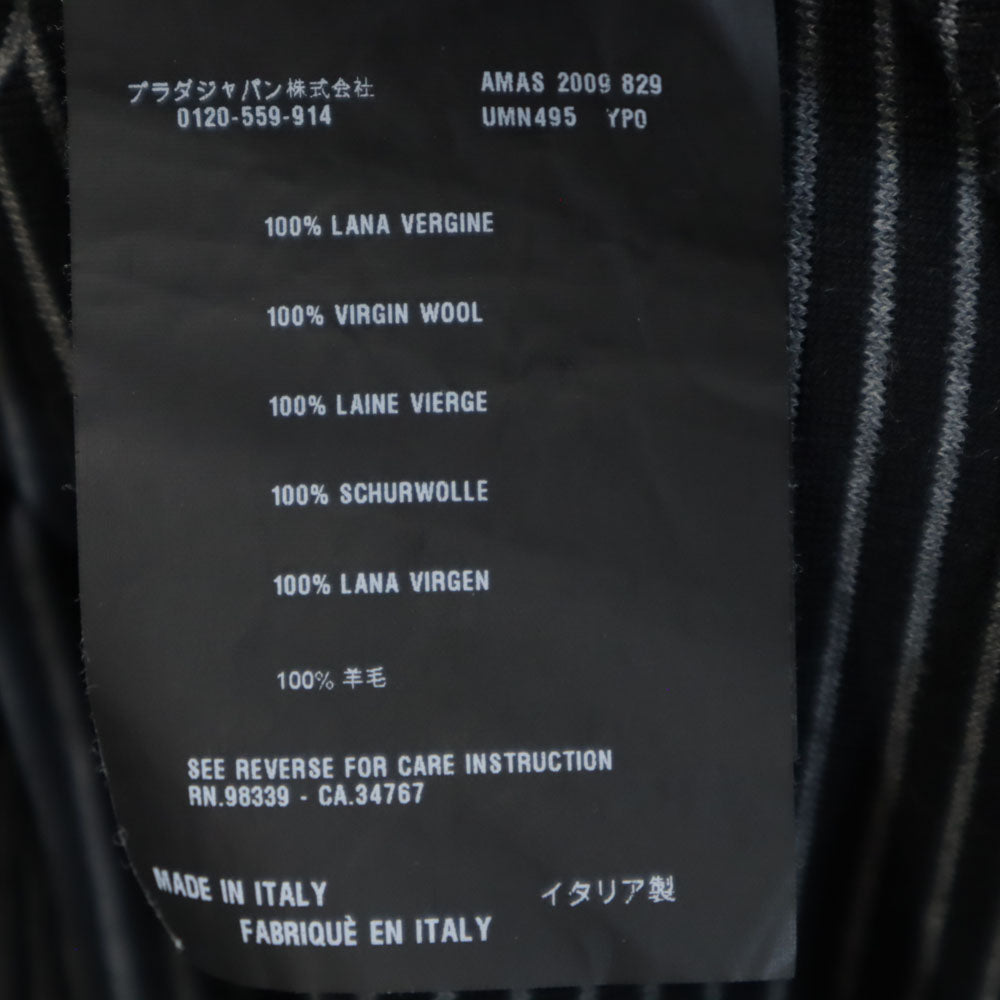 プラダジャパン株式会社
0120-559-914
AMAS 2009 829
UMN495 YPO
100% LANA VERGINE
100% VIRGIN WOOL
100% LAINE VIERGE
100% SCHURWOLLE
100% LANA VIRGEN
100% 羊毛
SEE REVERSE FOR CARE INSTRUCTION
RN.98339 - CA.34767
MADE IN ITALY
イタリア製
FABRIQUÈ EN ITALY